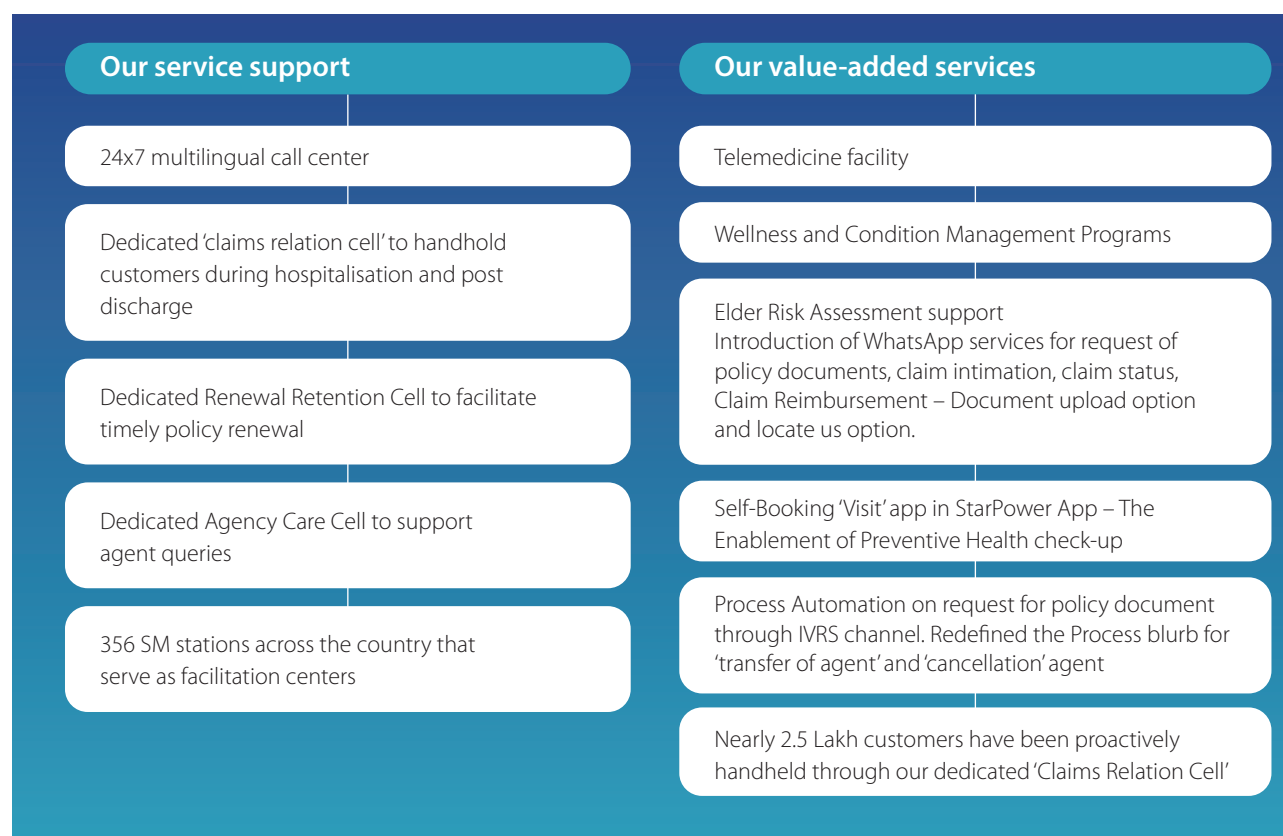 Our service support
24x7 multilingual call center
Dedicated ‘claims relation cell’ to handhold
customers during hospitalisation and post
discharge
Dedicated Renewal Retention Cell to facilitate
timely policy renewal
Dedicated Agency Care Cell to support
agent queries
356 SM stations across the country that
serve as facilitation centers
Our value-added services
Telemedicine facility
Wellness and Condition Management Programs
Elder Risk Assessment support
Introduction of WhatsApp services for request of
policy documents, claim intimation, claim status,
Claim Reimbursement – Document upload option
and locate us option.
Self-Booking ‘Visit’ app in StarPower App – The
Enablement of Preventive Health check-up
Process Automation on request for policy document
through IVRS channel. Redefined the Process blurb for
‘transfer of agent’ and ‘cancellation’ agent
Nearly 2.5 Lakh customers have been proactively
handheld through our dedicated ‘Claims Relation Cell’